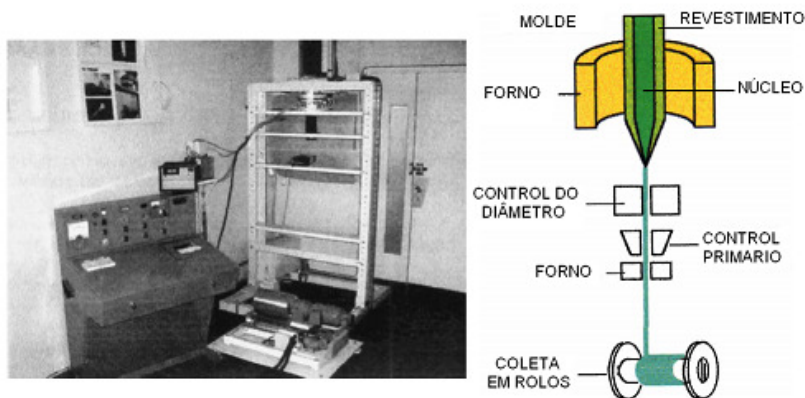 MOLDE
REVESTIMENTO
FORNO
NÚCLEO
CONTROL DO
DIÂMETRO
CONTROL
PRIMARIO
FORNO
COLETA
EM ROLOS